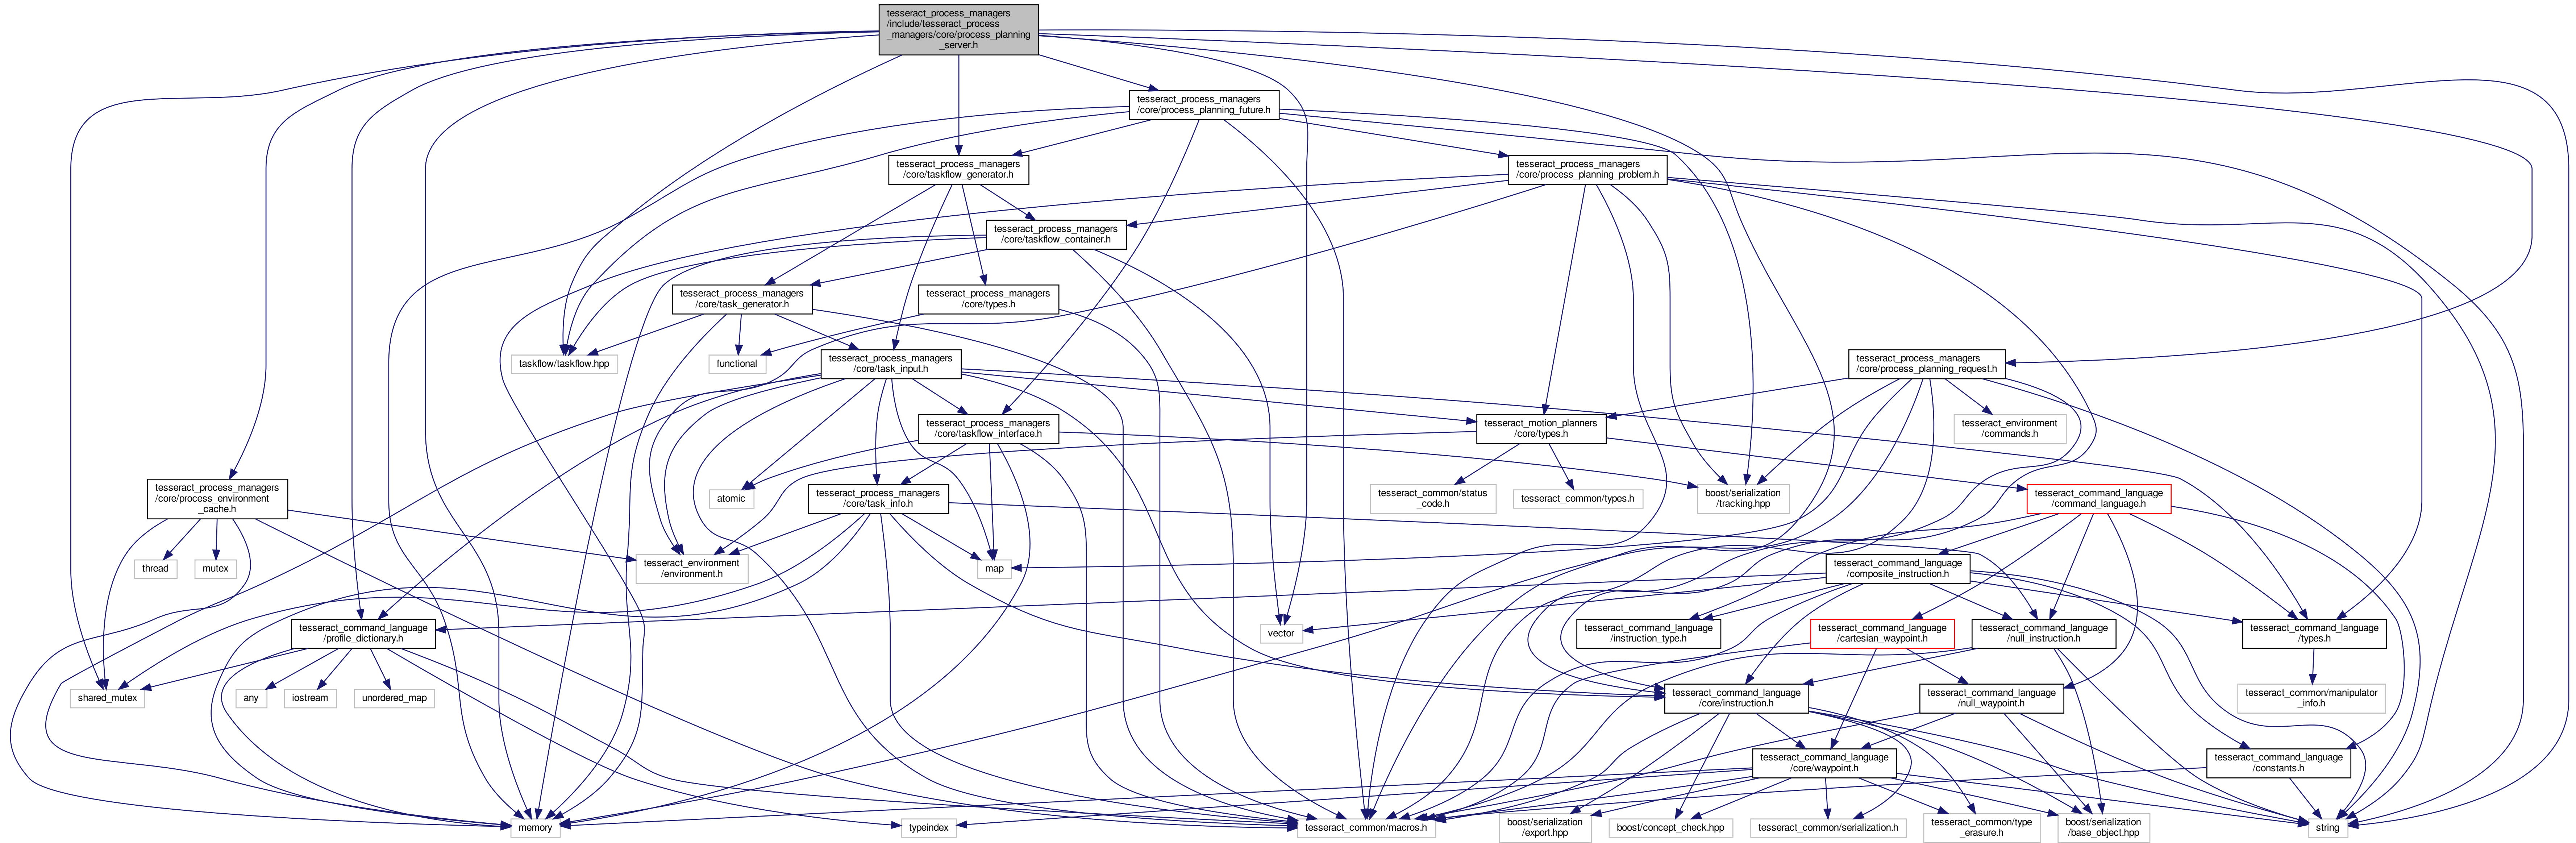 tesseract_process_managers
/include/tesseract_process
_managers/core/process_planning
_server.h
tesseract_process_managers
/core/process_planning_future.h
tesseract_process_managers
/core/taskflow_generator.h
tesseract_process_managers
/core/process_planning_problem.h
tesseract_process_managers
/core/taskflow_container.h
tesseract_process_managers
/core/task_generator.h
tesseract_process_managers
/core/types.h
taskflow/taskflow.hpp
functional
tesseract_process_managers
/core/task_input.h
tesseract_process_managers
/core/process_planning_request.h
tesseract_process_managers
/core/taskflow_interface.h
tesseract_motion_planners
/core/types.h
tesseract_environment
/commands.h
tesseract_process_managers
/core/process_environment
_cache.h
atomic
tesseract_process_managers
/core/task_info.h
tesseract_common/status
_code.h
tesseract_common/types.h
boost/serialization
/tracking.hpp
tesseract_command_language
/command_language.h
thread
mutex
tesseract_environment
/environment.h
map
tesseract_command_language
/composite_instruction.h
tesseract_command_language
/profile_dictionary.h
vector
tesseract_command_language
/instruction_type.h
tesseract_command_language
/cartesian_waypoint.h
tesseract_command_language
/null_instruction.h
tesseract_command_language
/types.h
shared_mutex
any
iostream
unordered_map
tesseract_command_language
/core/instruction.h
tesseract_command_language
/null_waypoint.h
tesseract_common/manipulator
_info.h
tesseract_command_language
/core/waypoint.h
tesseract_command_language
/constants.h
memory
typeindex
tesseract_common/macros.h
boost/serialization
/export.hpp
boost/concept_check.hpp
tesseract_common/serialization.h
tesseract_common/type
_erasure.h
boost/serialization
/base_object.hpp
string